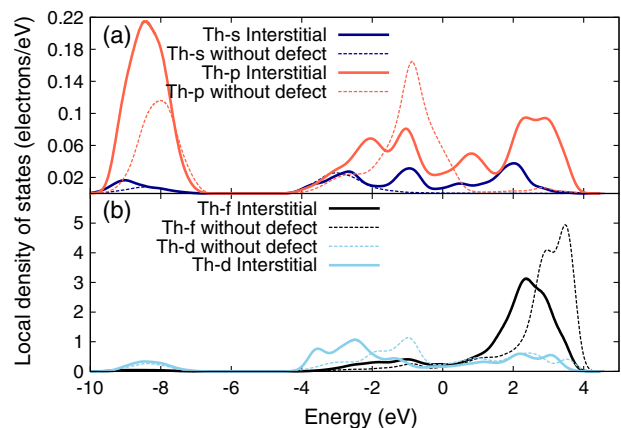 Local density of states (electrons/eV)
(a)
Th-s Interstitial
Th-s without defect
Th-p Interstitial
Th-p without defect
0.22
0.18
0.14
0.1
0.06
0.02
(b)
Th-f Interstitial
Th-f without defect
Th-d without defect
Th-d Interstitial
5
4
3
2
1
0
-10 -8 -6 -4 -2 0 2 4
Energy (eV)